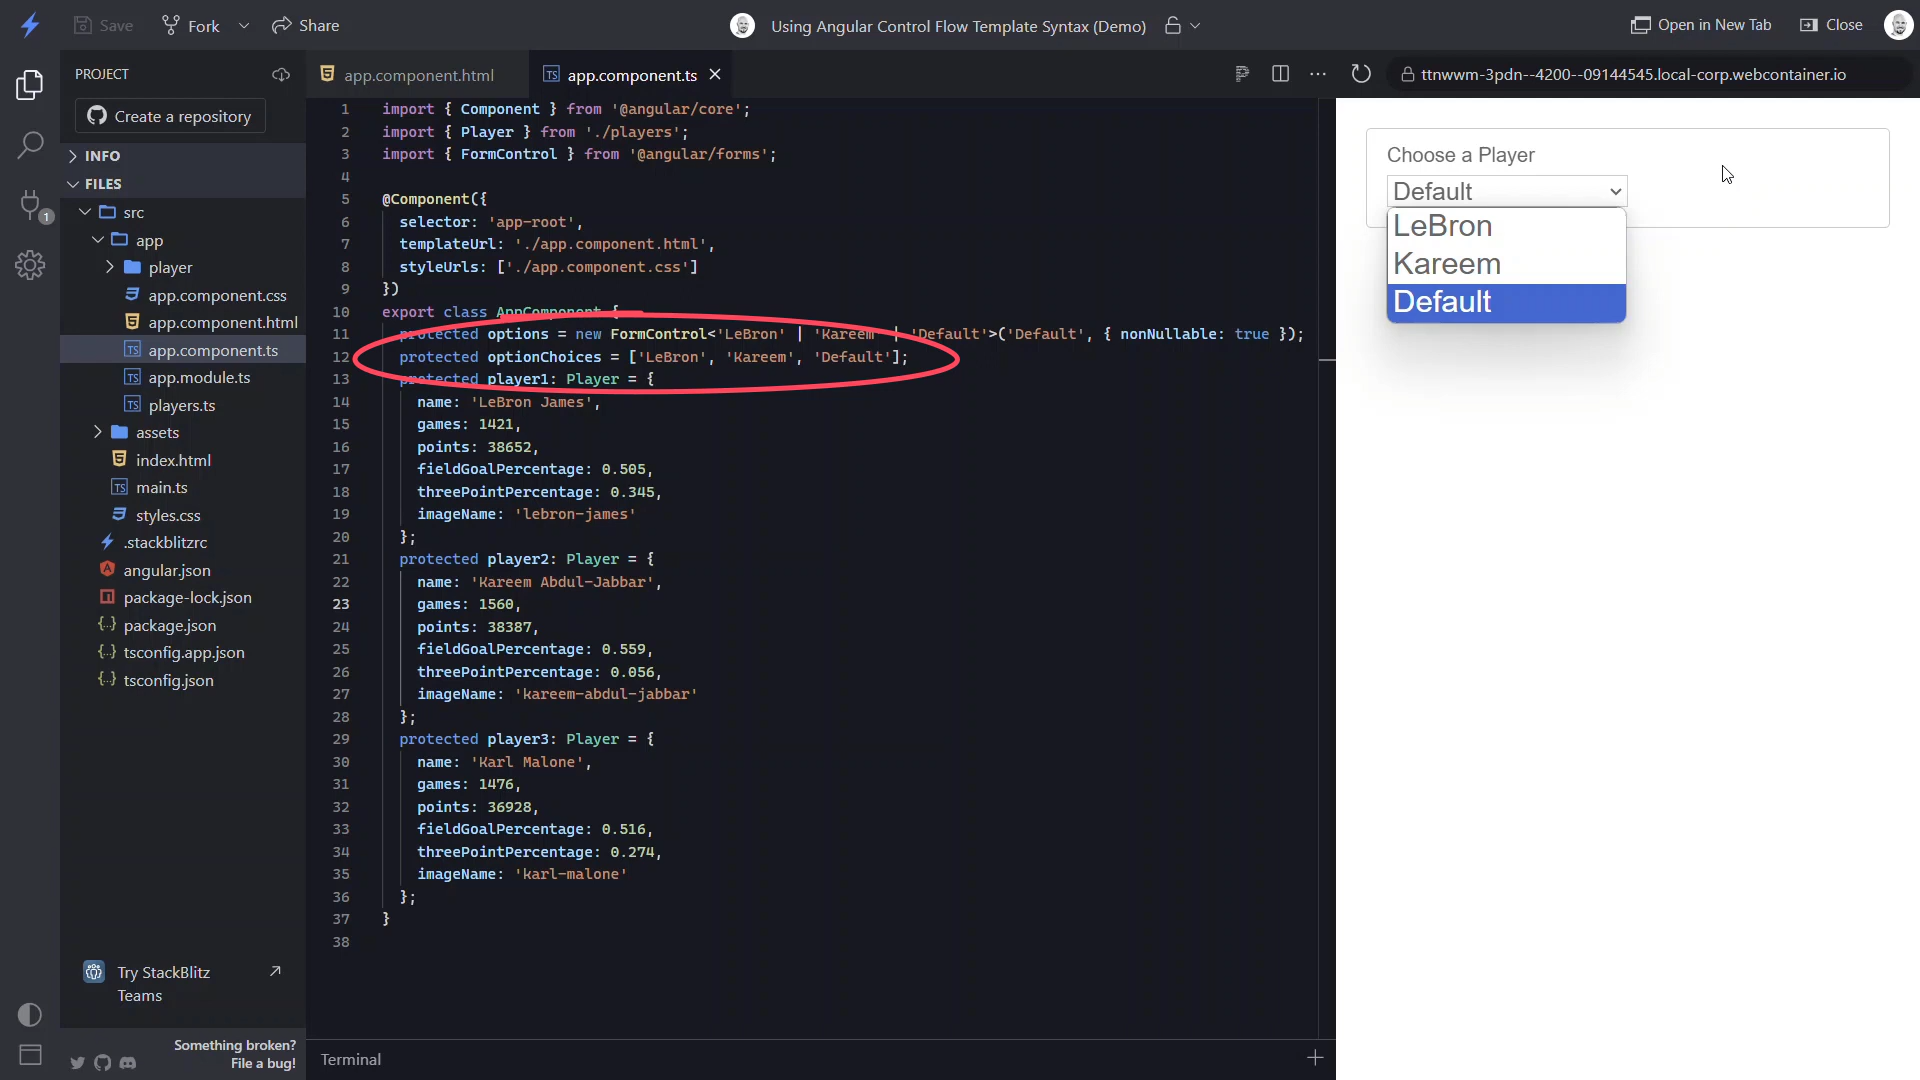 Save
Fork
Share
Using Angular Control Flow Template Syntax (Demo)
Open in New Tab
Close
1
PROJECT
Create a repository
INFO
FILES
src
app
player
app.component.css
app.component.html
app.component.ts
app.module.ts
players.ts
assets
index.html
main.ts
styles.css
.stackblitzrc
angular.json
package-lock.json
package.json
tsconfig.app.json
tsconfig.json
Try StackBlitz
Teams
Something broken?
File a bug!
app.component.html
app.component.ts
1 import { Component } from '@angular/core';
2 import { Player } from './players';
3 import { FormControl } from '@angular/forms';
4
5 @Component({
6 selector: 'app-root',
7 templateUrl: './app.component.html',
8 styleUrls: ['./app.component.css']
9 })
10 export class AppComponent {
11 protected options = new FormControl<'LeBron' | 'Kareem' | 'Default'>('Default', { nonNullable: true });
12 protected optionChoices = ['LeBron', 'Kareem', 'Default'];
13 protected player1: Player = {
14 name: 'LeBron James',
15 games: 1421,
16 points: 38652,
17 fieldGoalPercentage: 0.505,
18 threePointPercentage: 0.345,
19 imageName: 'lebron-james'
20 };
21 protected player2: Player = {
22 name: 'Kareem Abdul-Jabbar',
23 games: 1560,
24 points: 38387,
25 fieldGoalPercentage: 0.559,
26 threePointPercentage: 0.056,
27 imageName: 'kareem-abdul-jabbar'
28 };
29 protected player3: Player = {
30 name: 'Karl Malone',
31 games: 1476,
32 points: 36928,
33 fieldGoalPercentage: 0.516,
34 threePointPercentage: 0.274,
35 imageName: 'karl-malone'
36 };
37 }
38
Terminal
ttnwwm-3pdn--4200--09144545.local-corp.webcontainer.io
Choose a Player
Default
LeBron
Kareem
Default